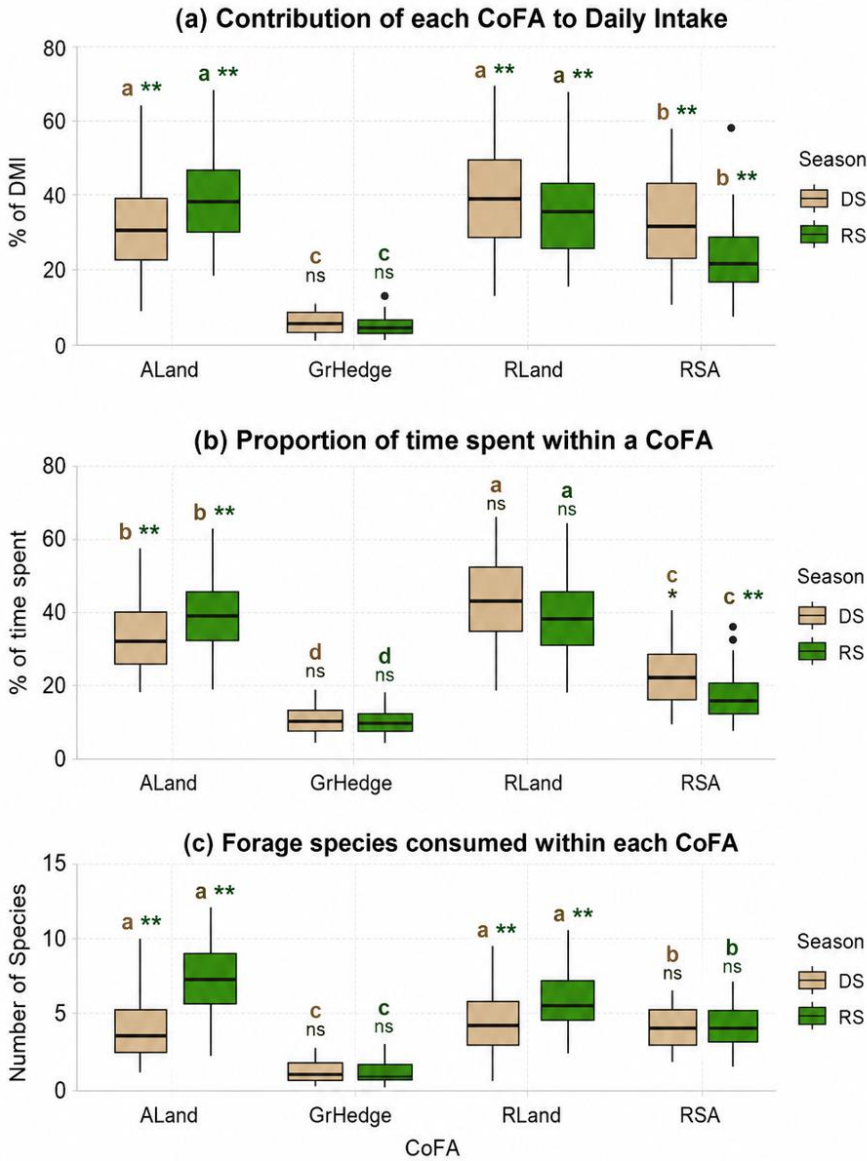 (a) Contribution of each CoFA to Daily Intake
80
60
40
20
0
% of DMI
a **
a **
c
ns
c
ns
a **
a **
b **
b **
ALand
GrHedge
RLand
RSA
Season
DS
RS
(b) Proportion of time spent within a CoFA
80
60
40
20
0
% of time spent
b **
b **
d
ns
d
ns
a
ns
a
ns
c
*
c **
ALand
GrHedge
RLand
RSA
Season
DS
RS
(c) Forage species consumed within each CoFA
15
10
5
0
Number of Species
a **
a **
c
ns
c
ns
a **
a **
b
ns
b
ns
ALand
GrHedge
RLand
RSA
CoFA
Season
DS
RS